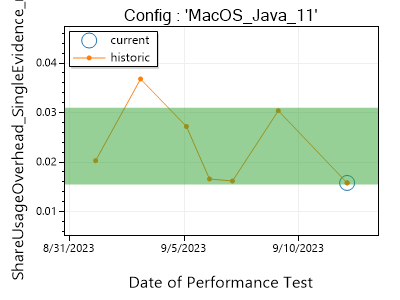 Config : 'MacOS_Java_11'
current
historic
0.04
0.03
0.02
0.01
ShareUsageOverhead_SingleEvidence_
8/31/2023
9/5/2023
9/10/2023
Date of Performance Test